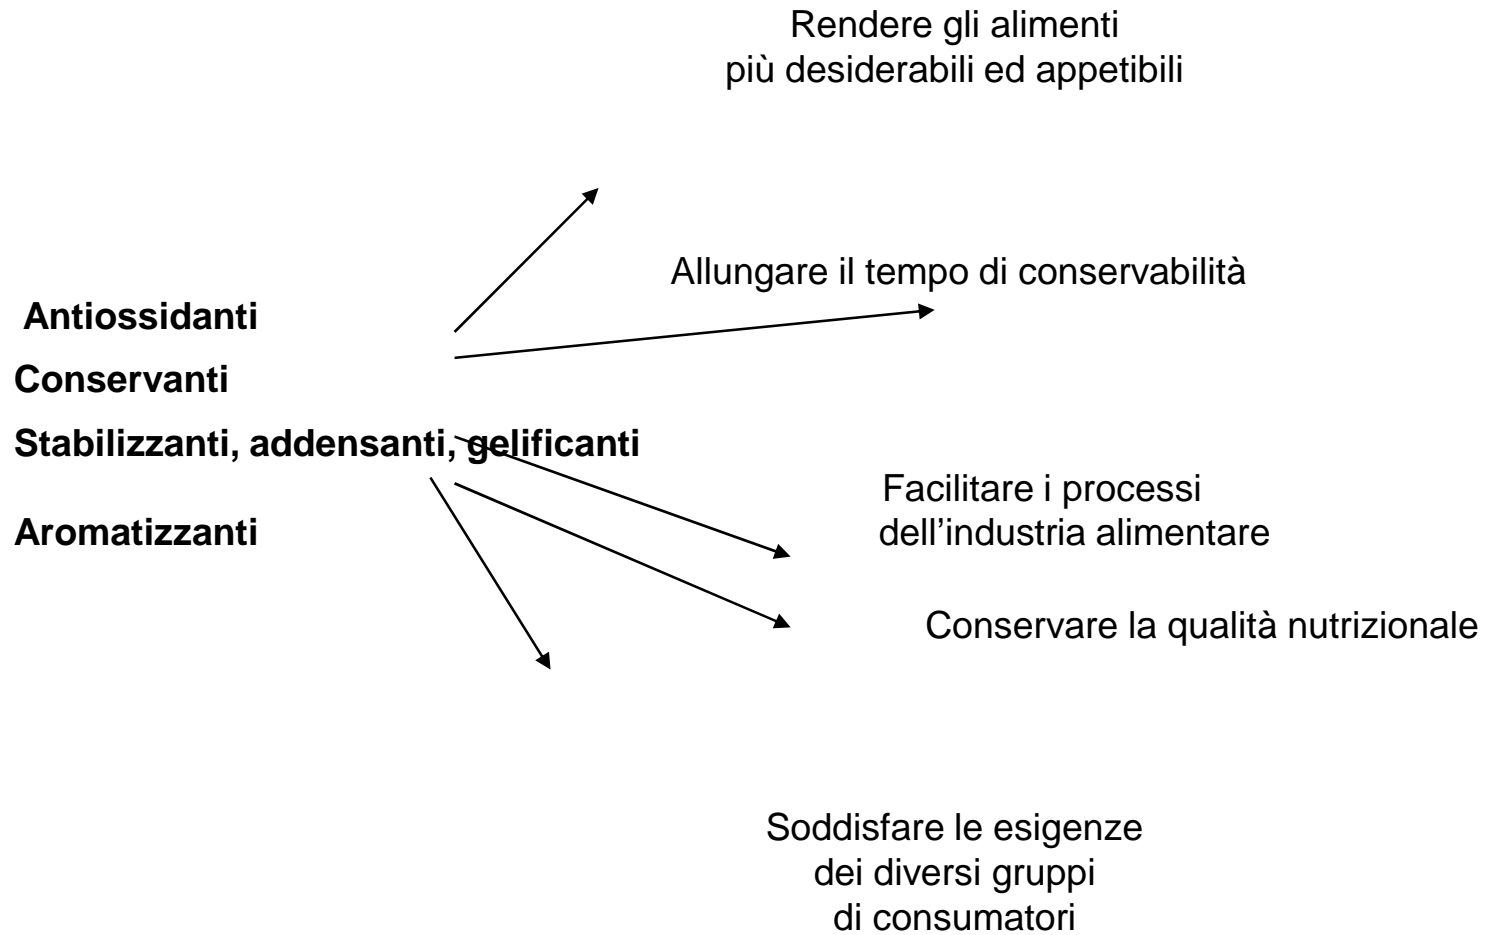 Rendere gli alimenti
più desiderabili ed appetibili
Allungare il tempo di conservabilità
Antiossidanti
Conservanti
Stabilizzanti, addensanti, gelificanti
Aromatizzanti
Facilitare i processi
dell’industria alimentare
Conservare la qualità nutrizionale
Soddisfare le esigenze
dei diversi gruppi
di consumatori